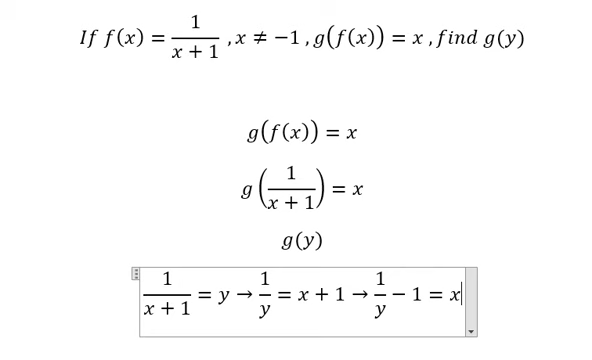 If f(x) = 1/(x + 1) , x ≠ −1 , g(f(x)) = x , find g(y)
g(f(x)) = x
g(1/(x + 1)) = x
g(y)
1/(x + 1) = y → 1/y = x + 1 → 1/y − 1 = x